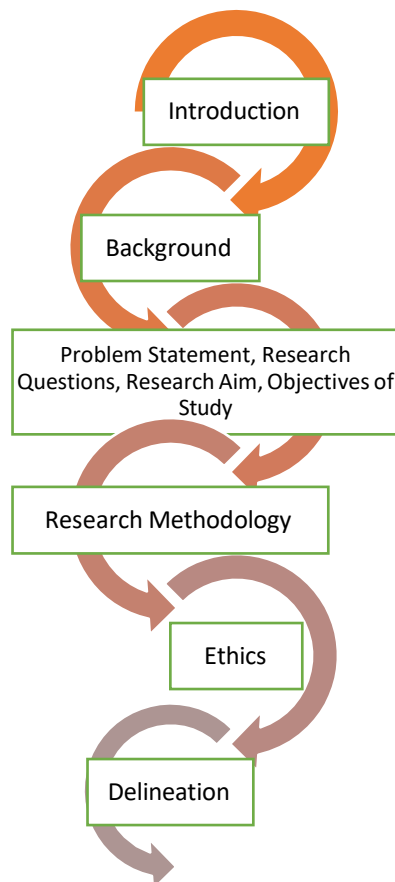 Introduction
Background
Problem Statement, Research
Questions, Research Aim, Objectives of
Study
Research Methodology
Ethics
Delineation